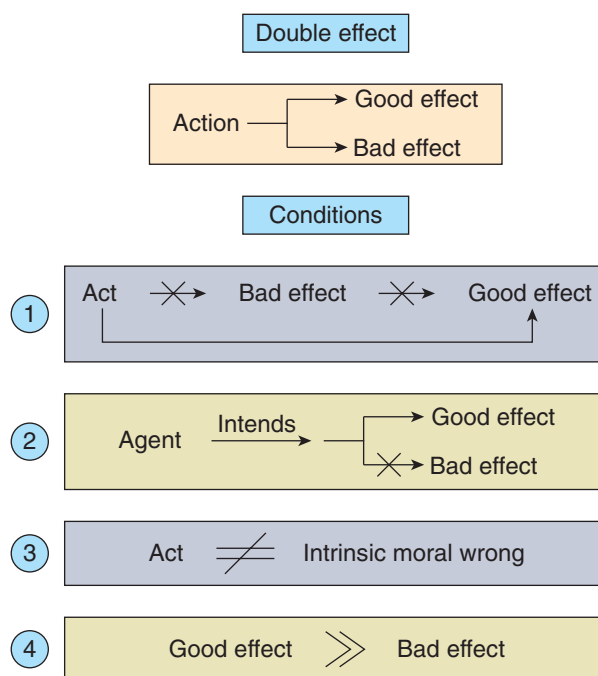 Double effect
Good effect
Action
Bad effect
Conditions
1 Act Bad effect Good effect
2 Agent Intends Good effect
Bad effect
3 Act ≠ Intrinsic moral wrong
4 Good effect >> Bad effect